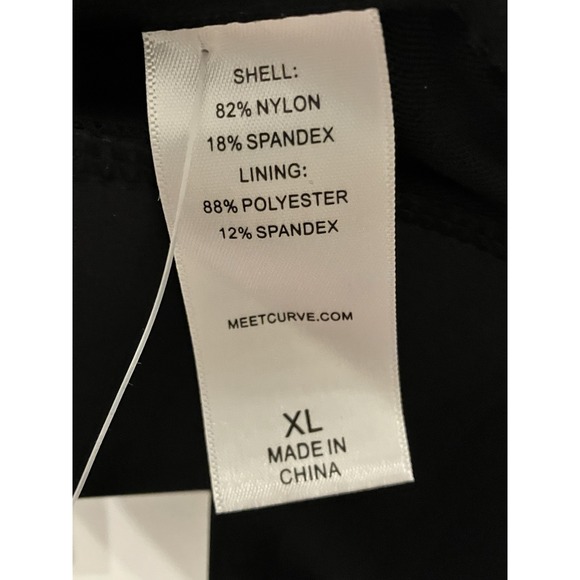 SHELL:
82% NYLON
18% SPANDEX
LINING:
88% POLYESTER
12% SPANDEX
MEETCURVE.COM
XL
MADE IN
CHINA